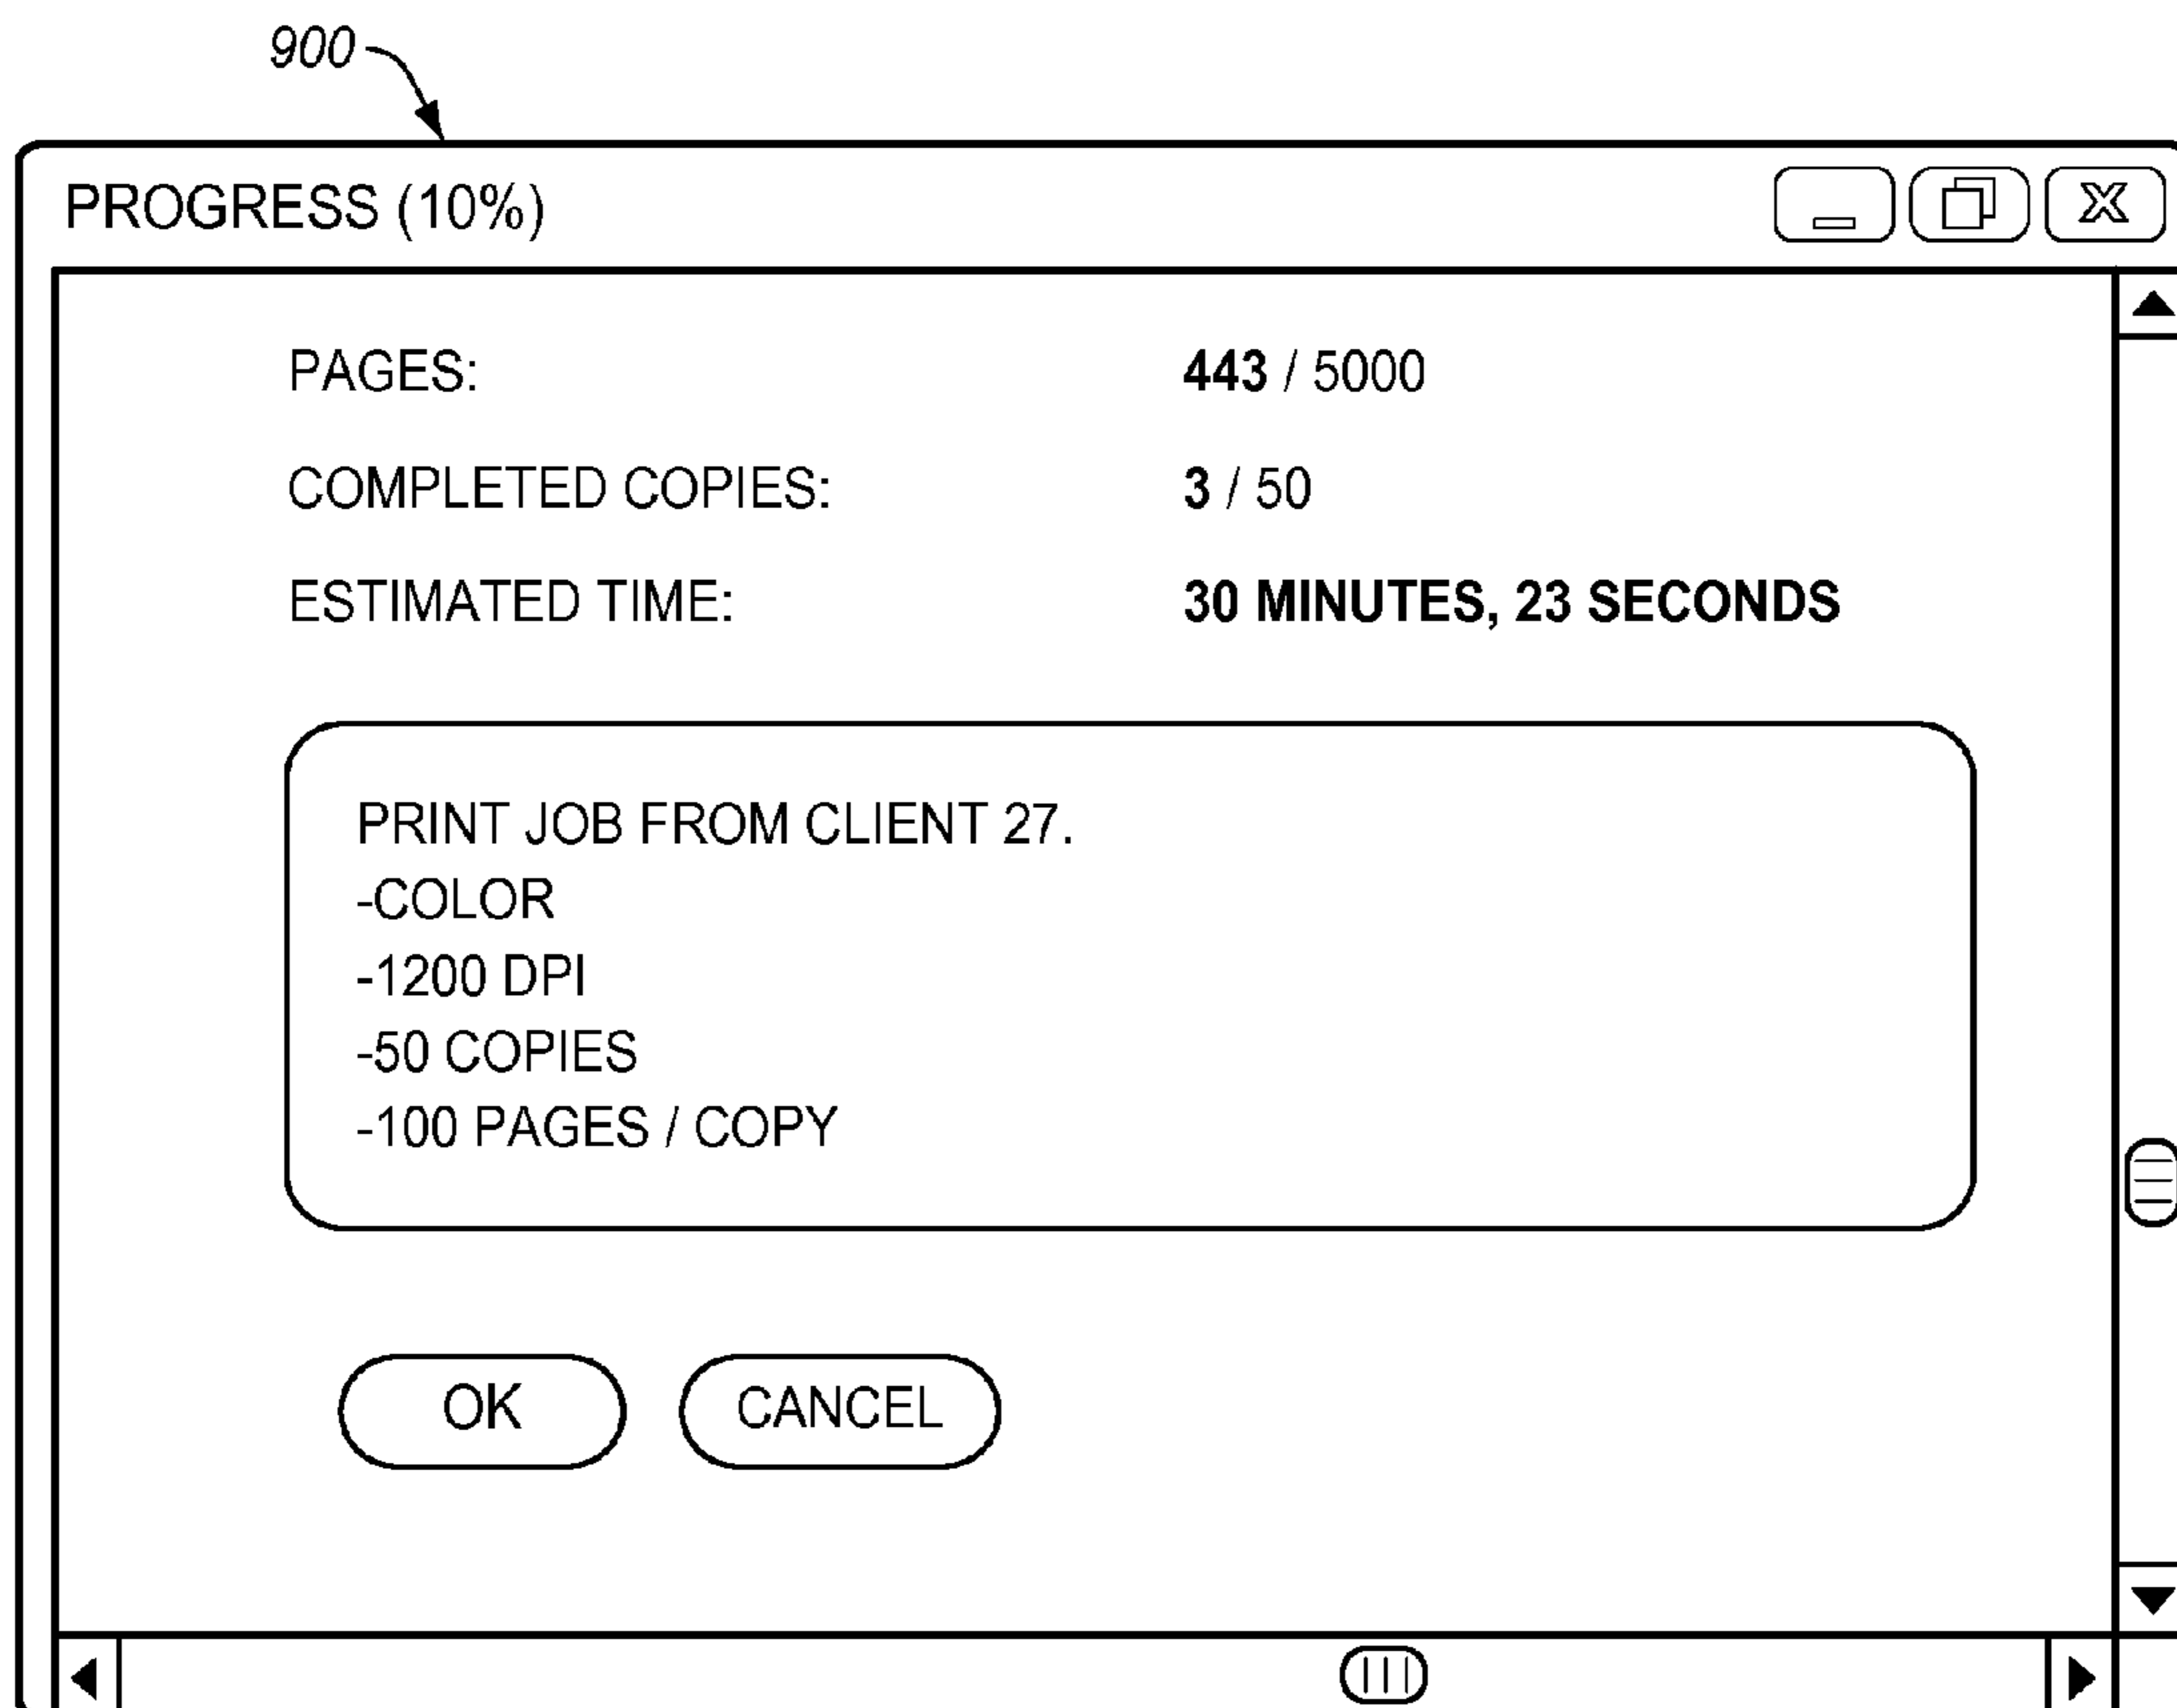 900
PROGRESS (10%)
X
PAGES: 443 / 5000
COMPLETED COPIES: 3 / 50
ESTIMATED TIME: 30 MINUTES, 23 SECONDS
PRINT JOB FROM CLIENT 27.
-COLOR
-1200 DPI
-50 COPIES
-100 PAGES / COPY
OK CANCEL